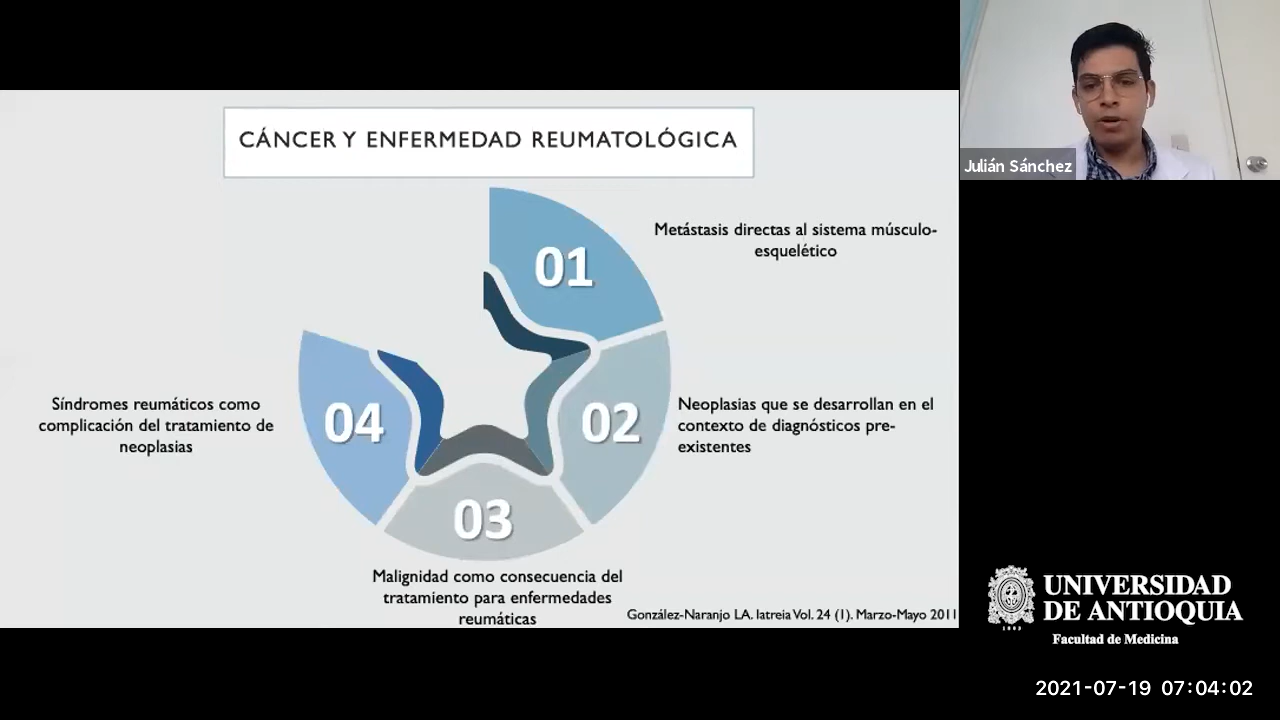 CÁNCER Y ENFERMEDAD REUMATOLÓGICA
01
Metástasis directas al sistema músculo-
esquelético
02
Neoplasias que se desarrollan en el
contexto de diagnósticos pre-
existentes
03
Malignidad como consecuencia del
tratamiento para enfermedades
reumáticas
04
Síndromes reumáticos como
complicación del tratamiento de
neoplasias
González-Naranjo LA. Iatreia Vol. 24 (1). Marzo-Mayo 2011
Julián Sánchez
UNIVERSIDAD
DE ANTIOQUIA
1803
Facultad de Medicina
2021-07-19 07:04:02